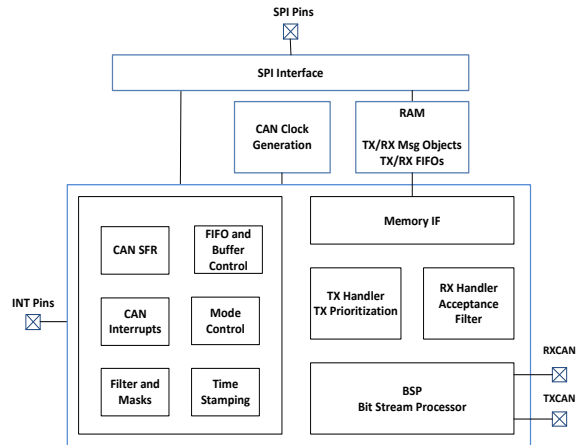 SPI Pins
SPI Interface
CAN Clock
Generation
RAM
TX/RX Msg Objects
TX/RX FIFOs
CAN SFR
FIFO and
Buffer
Control
Memory IF
INT Pins
CAN
Interrupts
Mode
Control
TX Handler
TX Prioritization
RX Handler
Acceptance
Filter
Filter and
Masks
Time
Stamping
BSP
Bit Stream Processor
RXCAN
TXCAN